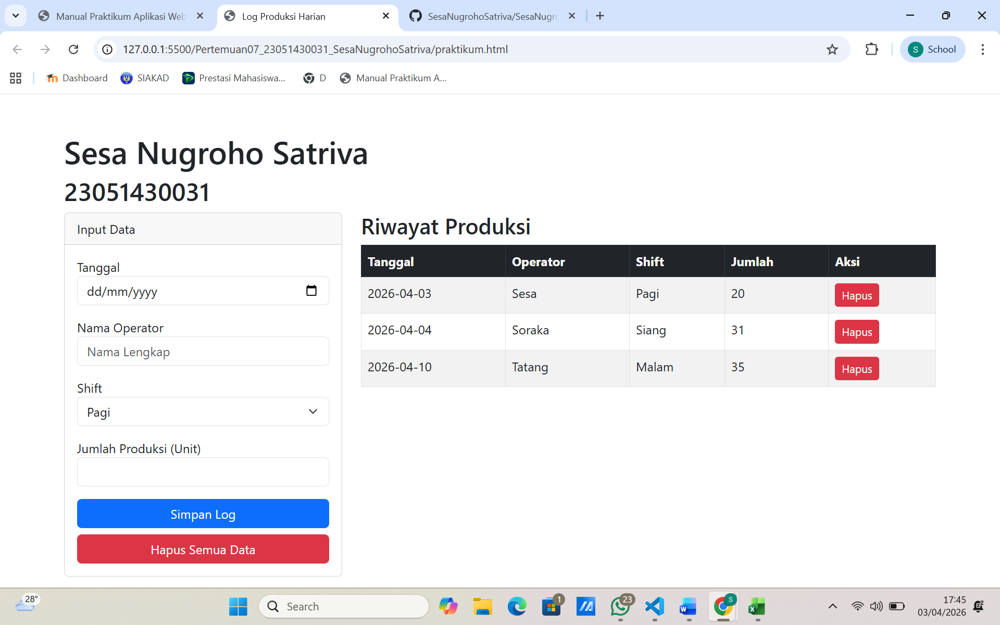 Manual Praktikum Aplikasi Web
Log Produksi Harian
SesaNugrohoSatriva/SesaNugro
127.0.0.1:5500/Pertemuan07_23051430031_SesaNugrohoSatriva/praktikum.html
S School
Dashboard
SIAKAD
Prestasi Mahasiswa...
D
Manual Praktikum A...
Sesa Nugroho Satriva
23051430031
Input Data
Tanggal
dd/mm/yyyy
Nama Operator
Nama Lengkap
Shift
Pagi
Jumlah Produksi (Unit)
Simpan Log
Hapus Semua Data
Riwayat Produksi
Tanggal Operator Shift Jumlah Aksi
2026-04-03 Sesa Pagi 20 Hapus
2026-04-04 Soraka Siang 31 Hapus
2026-04-10 Tatang Malam 35 Hapus
28°
Search
1
23
W
S
X
17:45
03/04/2026